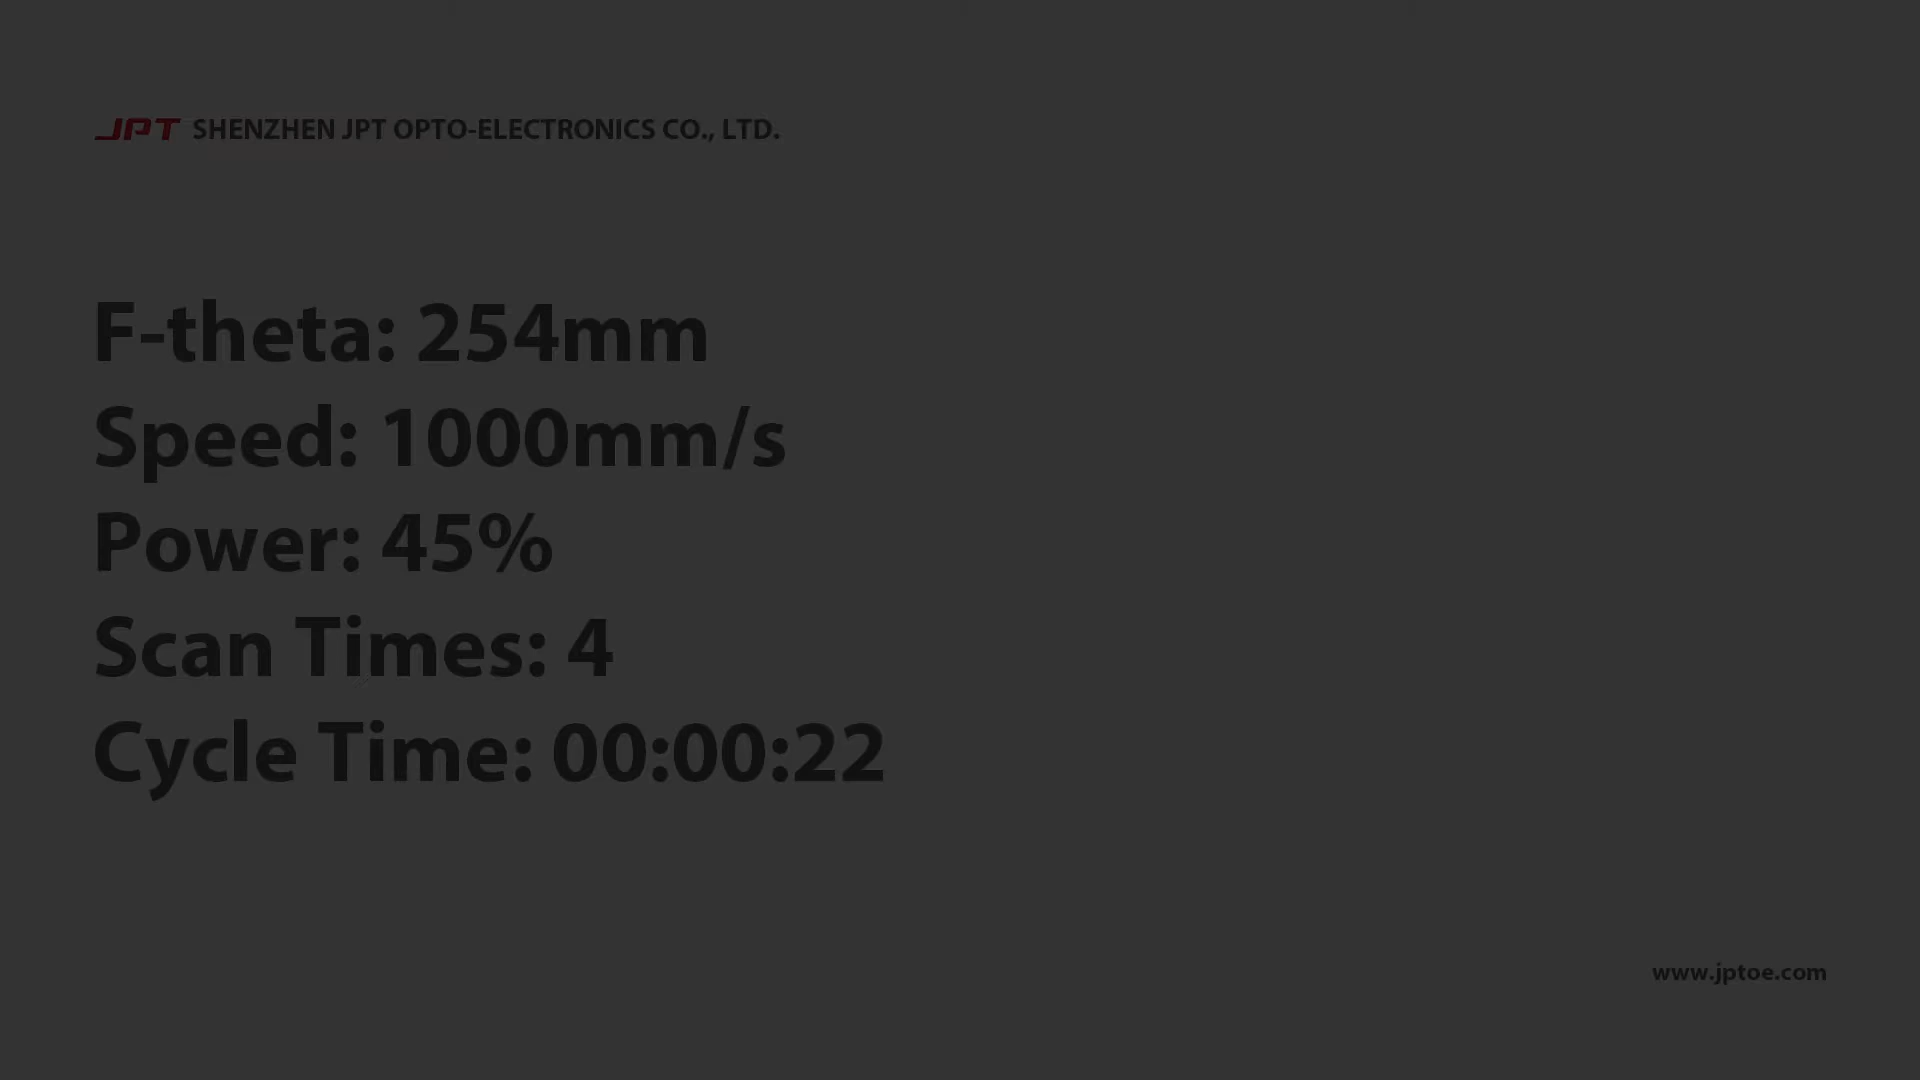 JPT SHENZHEN JPT OPTO-ELECTRONICS CO., LTD.
F-theta: 254mm
Speed: 1000mm/s
Power: 45%
Scan Times: 4
Cycle Time: 00:00:22
www.jptoe.com